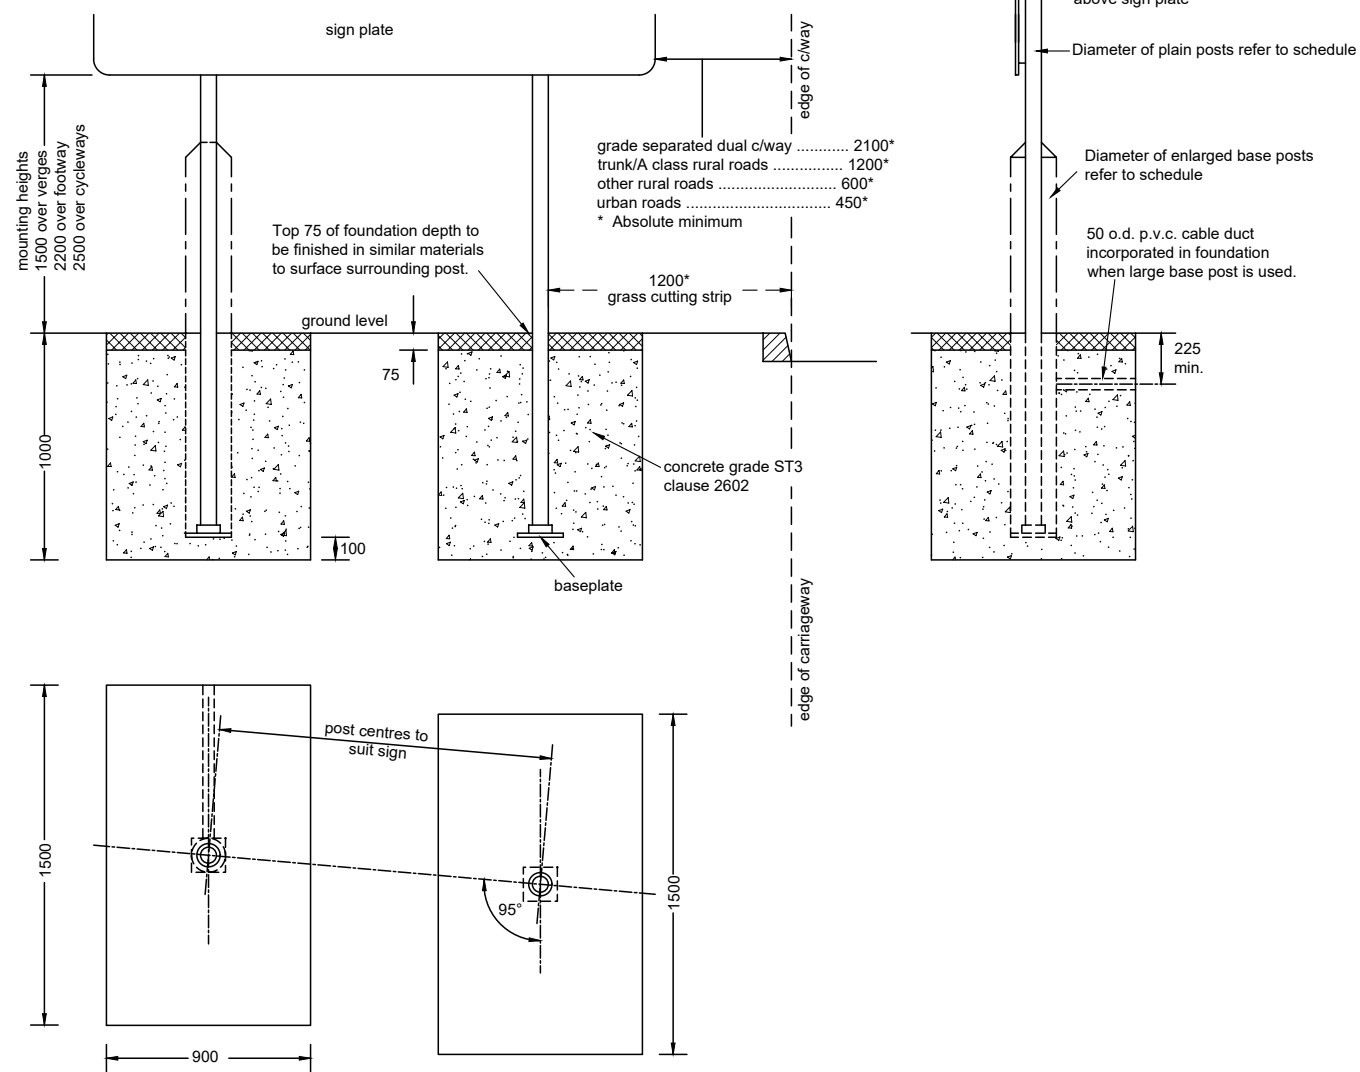 above sign plate
sign plate
edge of c/way
Diameter of plain posts refer to schedule
mounting heights
1500 over verges
2200 over footway
2500 over cycleways
grade separated dual c/way ........... 2100*
trunk/A class rural roads ................ 1200*
other rural roads ........................... 600*
urban roads ................................. 450*
* Absolute minimum
Diameter of enlarged base posts
refer to schedule
Top 75 of foundation depth to
be finished in similar materials
to surface surrounding post.
50 o.d. p.v.c. cable duct
incorporated in foundation
when large base post is used.
1200*
grass cutting strip
ground level
75
225
min.
1000
concrete grade ST3
clause 2602
100
baseplate
edge of carriageway
post centres to
suit sign
1500
95°
1500
900